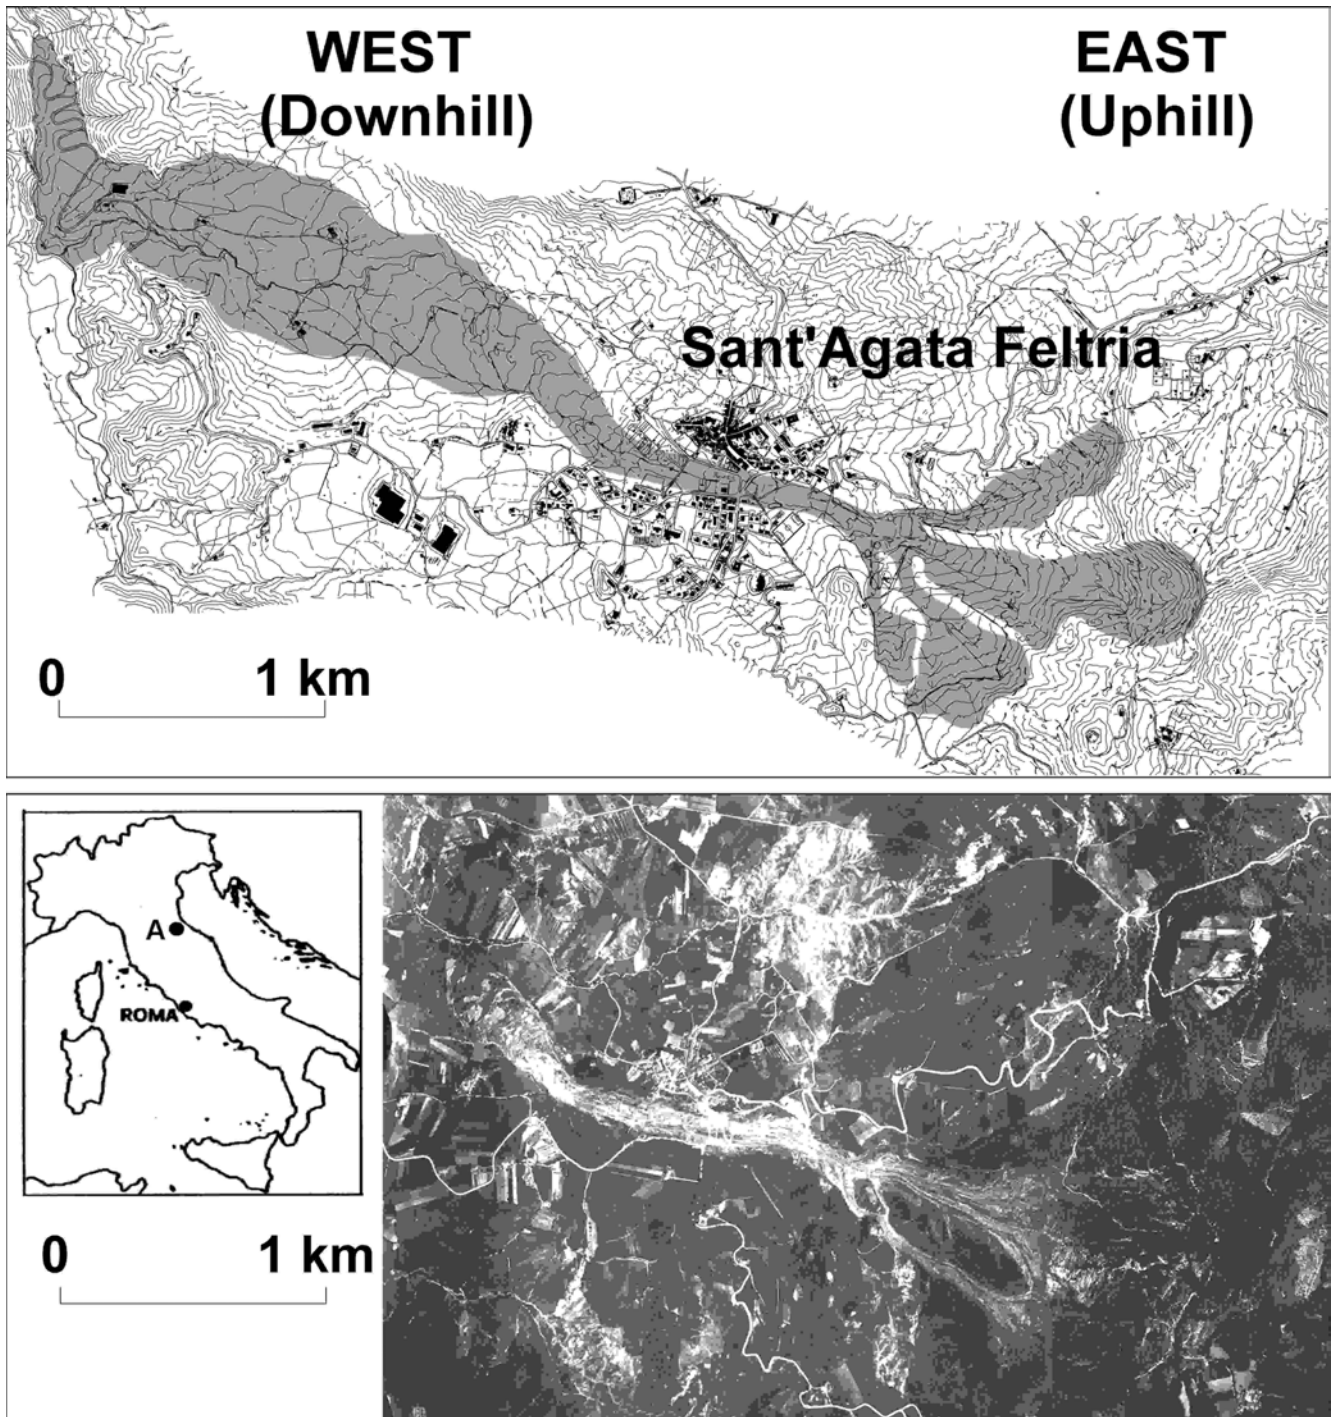 WEST
(Downhill)
EAST
(Uphill)
Sant'Agata Feltria
0 1 km
A
ROMA
0 1 km